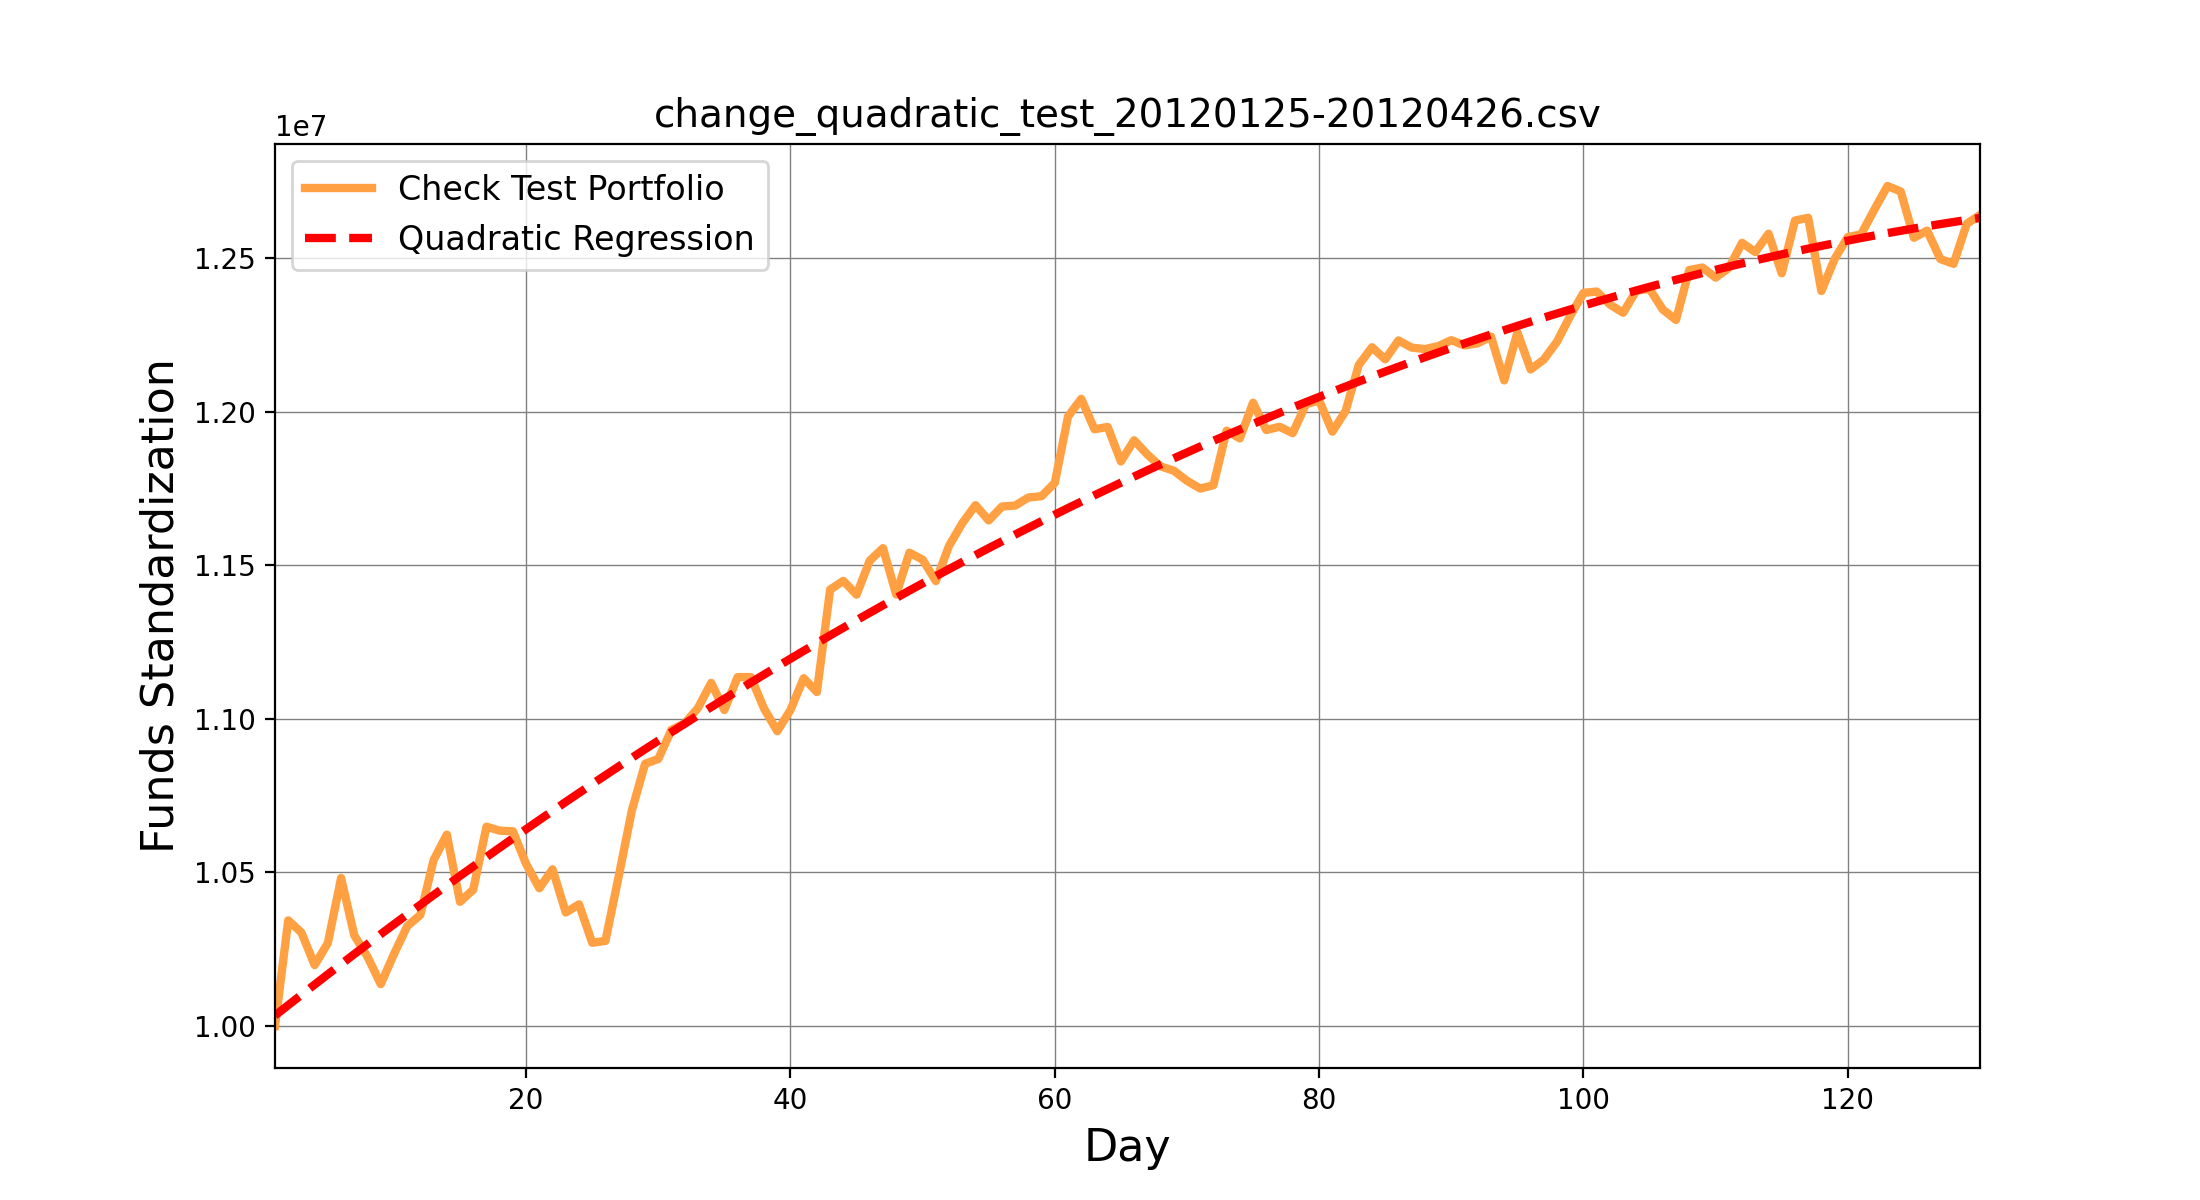 change_quadratic_test_20120125-20120426.csv
1e7
Check Test Portfolio
Quadratic Regression
Funds Standardization
1.25
1.20
1.15
1.10
1.05
1.00
20 40 60 80 100 120
Day